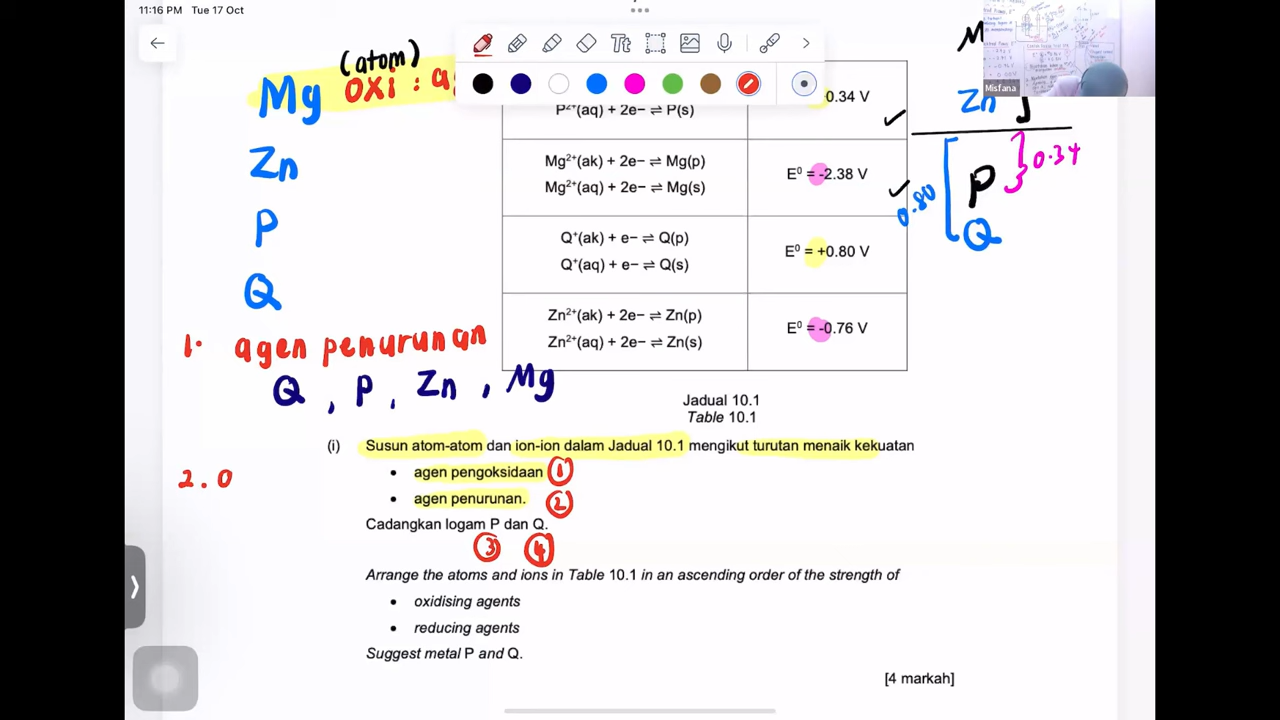 11:16 PM Tue 17 Oct
Misfana
(atom)
Mg OXi : ag
Zn
P
Q
1. agen penurunan
Q , P , Zn , Mg
2. O
Tt
0.34 V
P²⁺(aq) + 2e− ⇌ P(s)
Mg²⁺(ak) + 2e− ⇌ Mg(p)
Mg²⁺(aq) + 2e− ⇌ Mg(s)
E⁰ = -2.38 V
Q⁺(ak) + e− ⇌ Q(p)
Q⁺(aq) + e− ⇌ Q(s)
E⁰ = +0.80 V
Zn²⁺(ak) + 2e− ⇌ Zn(p)
Zn²⁺(aq) + 2e− ⇌ Zn(s)
E⁰ = -0.76 V
Zn
P
Q
0.34
0.80
Jadual 10.1
Table 10.1
(i) Susun atom-atom dan ion-ion dalam Jadual 10.1 mengikut turutan menaik kekuatan
• agen pengoksidaan ①
• agen penurunan. ②
Cadangkan logam P dan Q.
③ ④
Arrange the atoms and ions in Table 10.1 in an ascending order of the strength of
• oxidising agents
• reducing agents
Suggest metal P and Q.
[4 markah]